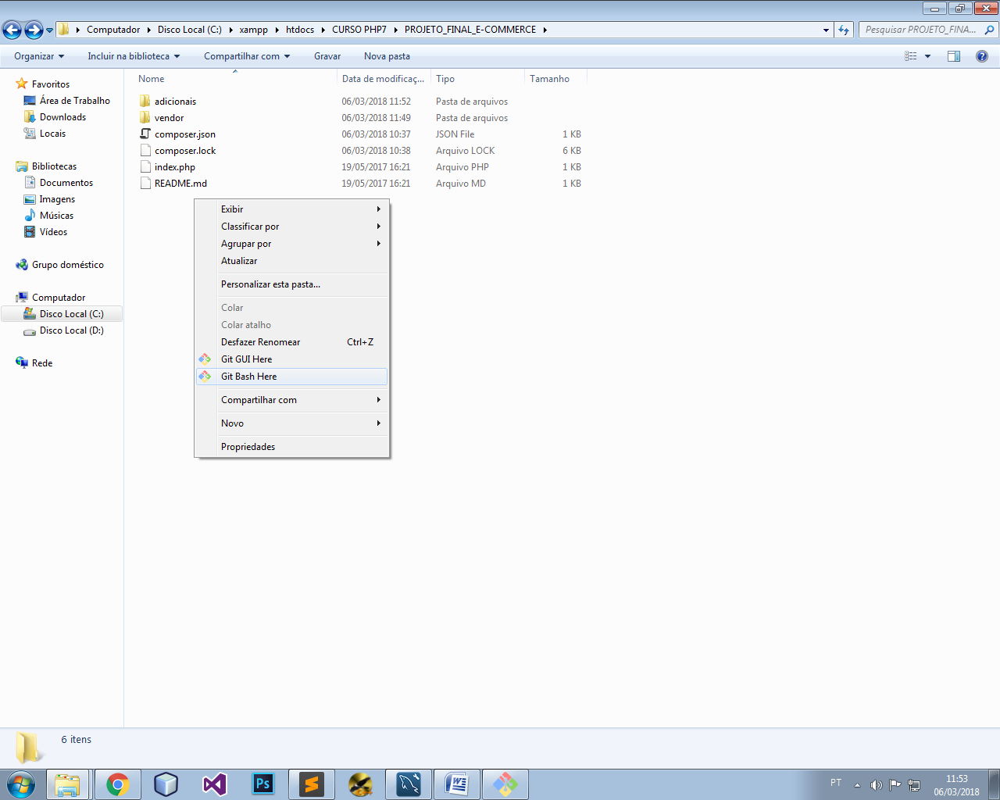 Computador Disco Local (C:) xampp htdocs CURSO PHP7 PROJETO_FINAL_E-COMMERCE
Pesquisar PROJETO_FINA...
Organizar Incluir na biblioteca Compartilhar com Gravar Nova pasta
Nome Data de modificaç... Tipo Tamanho
Favoritos
Área de Trabalho
Downloads
Locais
Bibliotecas
Documentos
Imagens
Músicas
Vídeos
Grupo doméstico
Computador
Disco Local (C:)
Disco Local (D:)
Rede
adicionais 06/03/2018 11:52 Pasta de arquivos
vendor 06/03/2018 11:49 Pasta de arquivos
composer.json 06/03/2018 10:37 JSON File 1 KB
composer.lock 06/03/2018 10:38 Arquivo LOCK 6 KB
index.php 19/05/2017 16:21 Arquivo PHP 1 KB
README.md 19/05/2017 16:21 Arquivo MD 1 KB
Exibir
Classificar por
Agrupar por
Atualizar
Personalizar esta pasta...
Colar
Colar atalho
Desfazer Renomear Ctrl+Z
Git GUI Here
Git Bash Here
Compartilhar com
Novo
Propriedades
6 itens
Ps
W
PT
11:53
06/03/2018